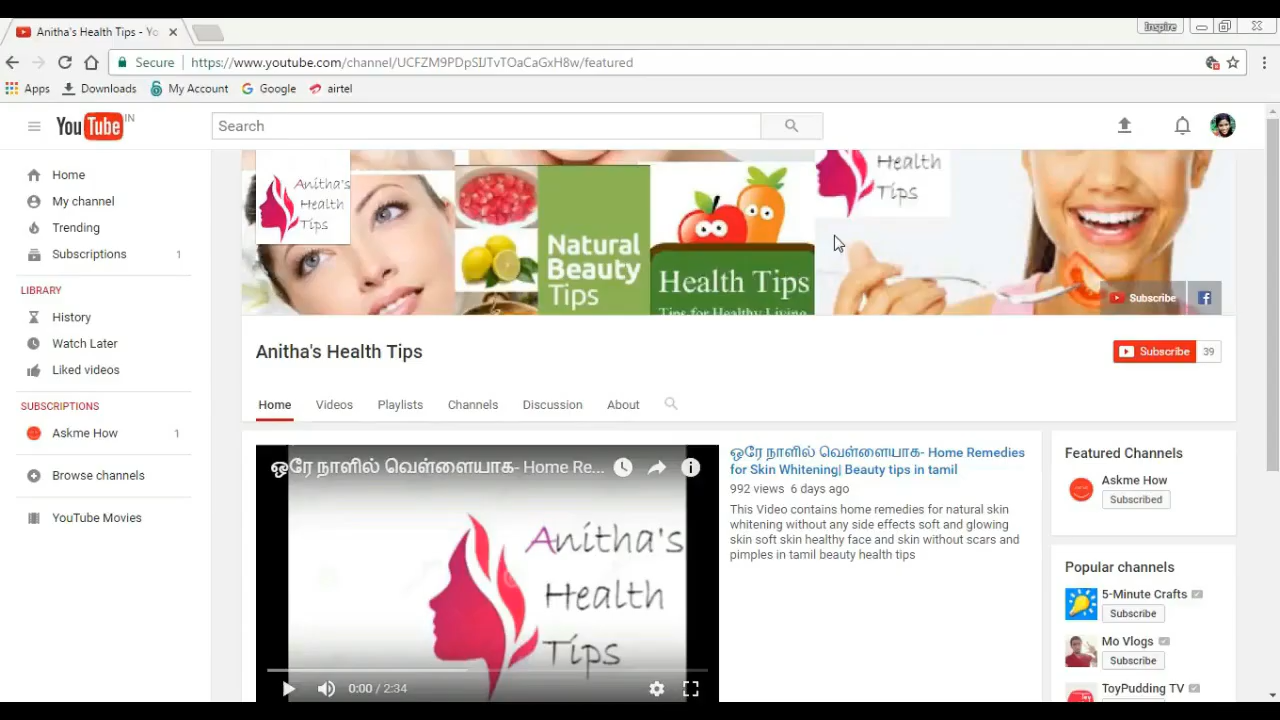 Anitha's Health Tips - Yo
Inspire
Secure
https://www.youtube.com/channel/UCFZM9PDpSIJTvTOaCaGxH8w/featured
Apps
Downloads
My Account
Google
airtel
YouTube IN
Search
Home
My channel
Trending
Subscriptions 1
LIBRARY
History
Watch Later
Liked videos
SUBSCRIPTIONS
Askme How 1
Browse channels
YouTube Movies
Anitha's
Health
Tips
Natural
Beauty
Tips
Health Tips
Tips for Healthy Living
Health
Tips
Subscribe
Anitha's Health Tips
Subscribe 39
Home
Videos
Playlists
Channels
Discussion
About
ஒரே நாளில் வெள்ளையாக- Home Re...
Anitha's
Health
Tips
0:00 / 2:34
ஒரே நாளில் வெள்ளையாக- Home Remedies
for Skin Whitening| Beauty tips in tamil
992 views 6 days ago
This Video contains home remedies for natural skin
whitening without any side effects soft and glowing
skin soft skin healthy face and skin without scars and
pimples in tamil beauty health tips
Featured Channels
Askme How
Subscribed
Popular channels
5-Minute Crafts
Subscribe
Mo Vlogs
Subscribe
ToyPudding TV